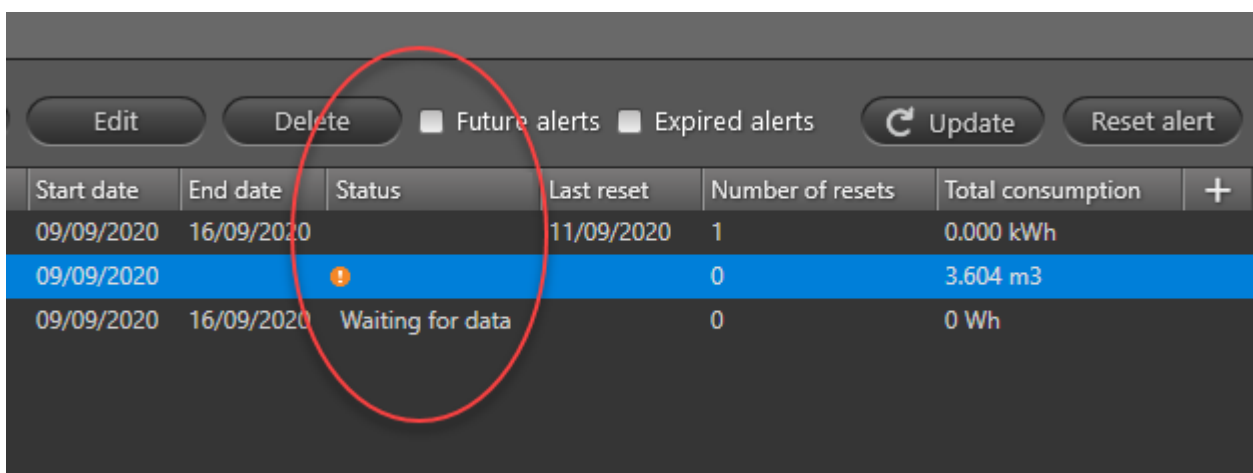 Edit Delete Future alerts Expired alerts Update Reset alert
Start date End date Status Last reset Number of resets Total consumption +
09/09/2020 16/09/2020 11/09/2020 1 0.000 kWh
09/09/2020 ! 0 3.604 m3
09/09/2020 16/09/2020 Waiting for data 0 0 Wh